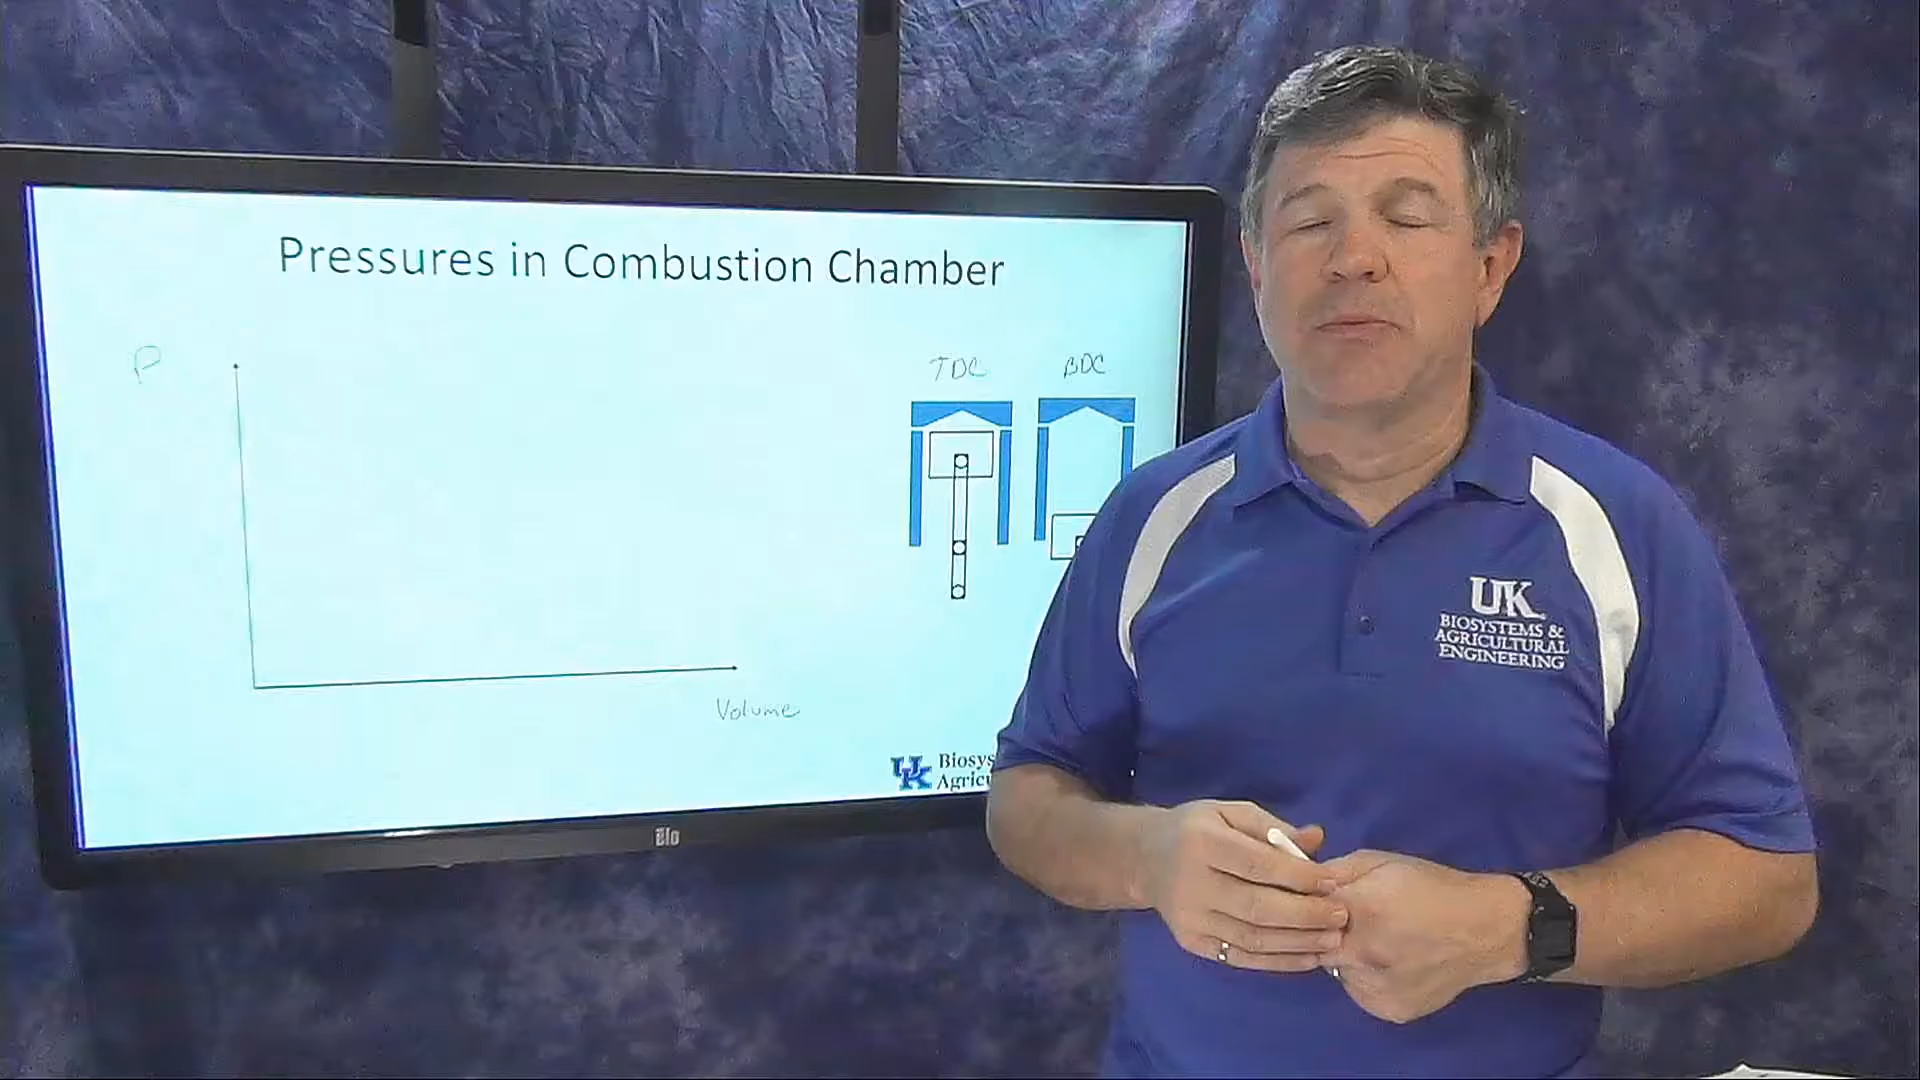 Pressures in Combustion Chamber
P
TDC
BDC
Volume
UK
Biosys
Agricu
Elo
UK
BIOSYSTEMS &
AGRICULTURAL
ENGINEERING